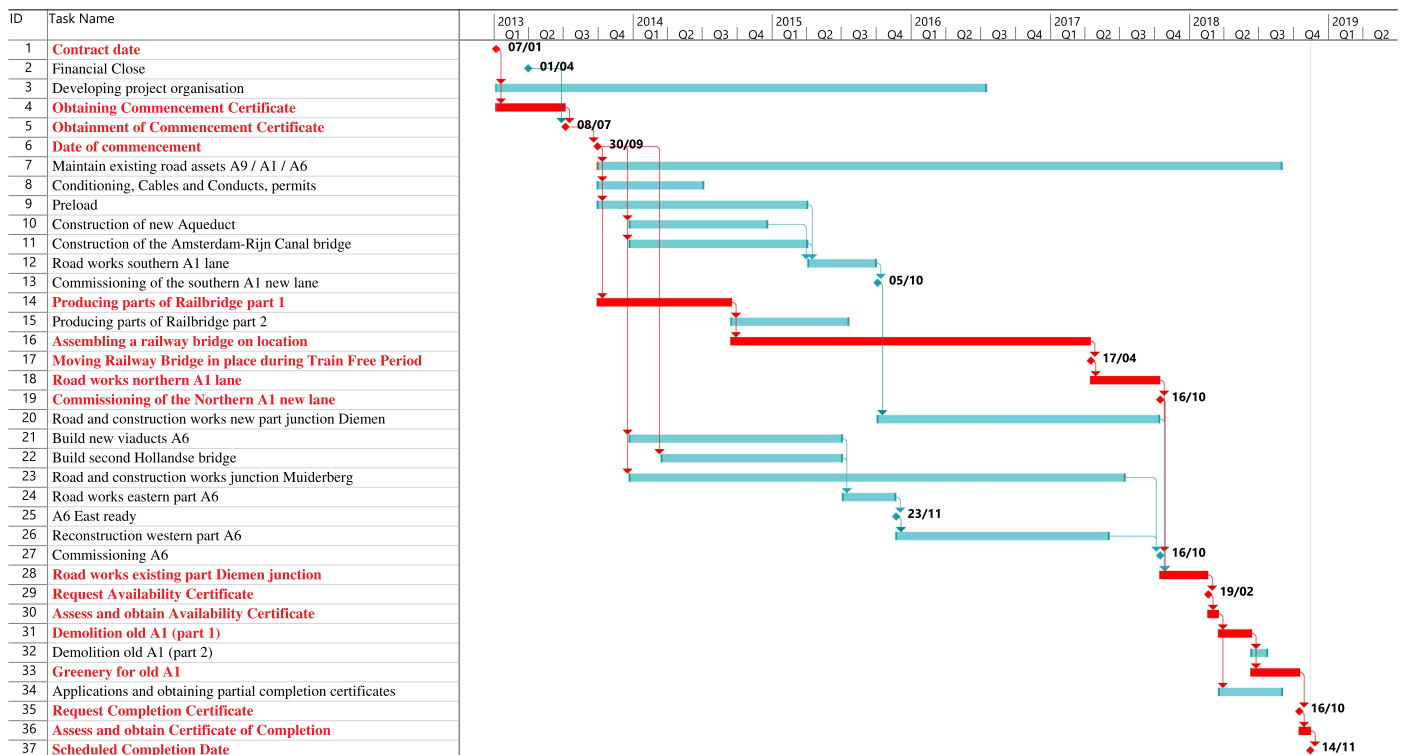 ID Task Name 2013 2014 2015 2016 2017 2018 2019
Q1 Q2 Q3 Q4 Q1 Q2 Q3 Q4 Q1 Q2 Q3 Q4 Q1 Q2 Q3 Q4 Q1 Q2 Q3 Q4 Q1 Q2 Q3 Q4 Q1 Q2
1 Contract date 07/01
2 Financial Close 01/04
3 Developing project organisation
4 Obtaining Commencement Certificate
5 Obtainment of Commencement Certificate 08/07
6 Date of commencement 30/09
7 Maintain existing road assets A9 / A1 / A6
8 Conditioning, Cables and Conducts, permits
9 Preload
10 Construction of new Aqueduct
11 Construction of the Amsterdam-Rijn Canal bridge
12 Road works southern A1 lane
13 Commissioning of the southern A1 new lane 05/10
14 Producing parts of Railbridge part 1
15 Producing parts of Railbridge part 2
16 Assembling a railway bridge on location
17 Moving Railway Bridge in place during Train Free Period 17/04
18 Road works northern A1 lane
19 Commissioning of the Northern A1 new lane 16/10
20 Road and construction works new part junction Diemen
21 Build new viaducts A6
22 Build second Hollandse bridge
23 Road and construction works junction Muiderberg
24 Road works eastern part A6
25 A6 East ready 23/11
26 Reconstruction western part A6
27 Commissioning A6 16/10
28 Road works existing part Diemen junction
29 Request Availability Certificate 19/02
30 Assess and obtain Availability Certificate
31 Demolition old A1 (part 1)
32 Demolition old A1 (part 2)
33 Greenery for old A1
34 Applications and obtaining partial completion certificates
35 Request Completion Certificate 16/10
36 Assess and obtain Certificate of Completion
37 Scheduled Completion Date 14/11